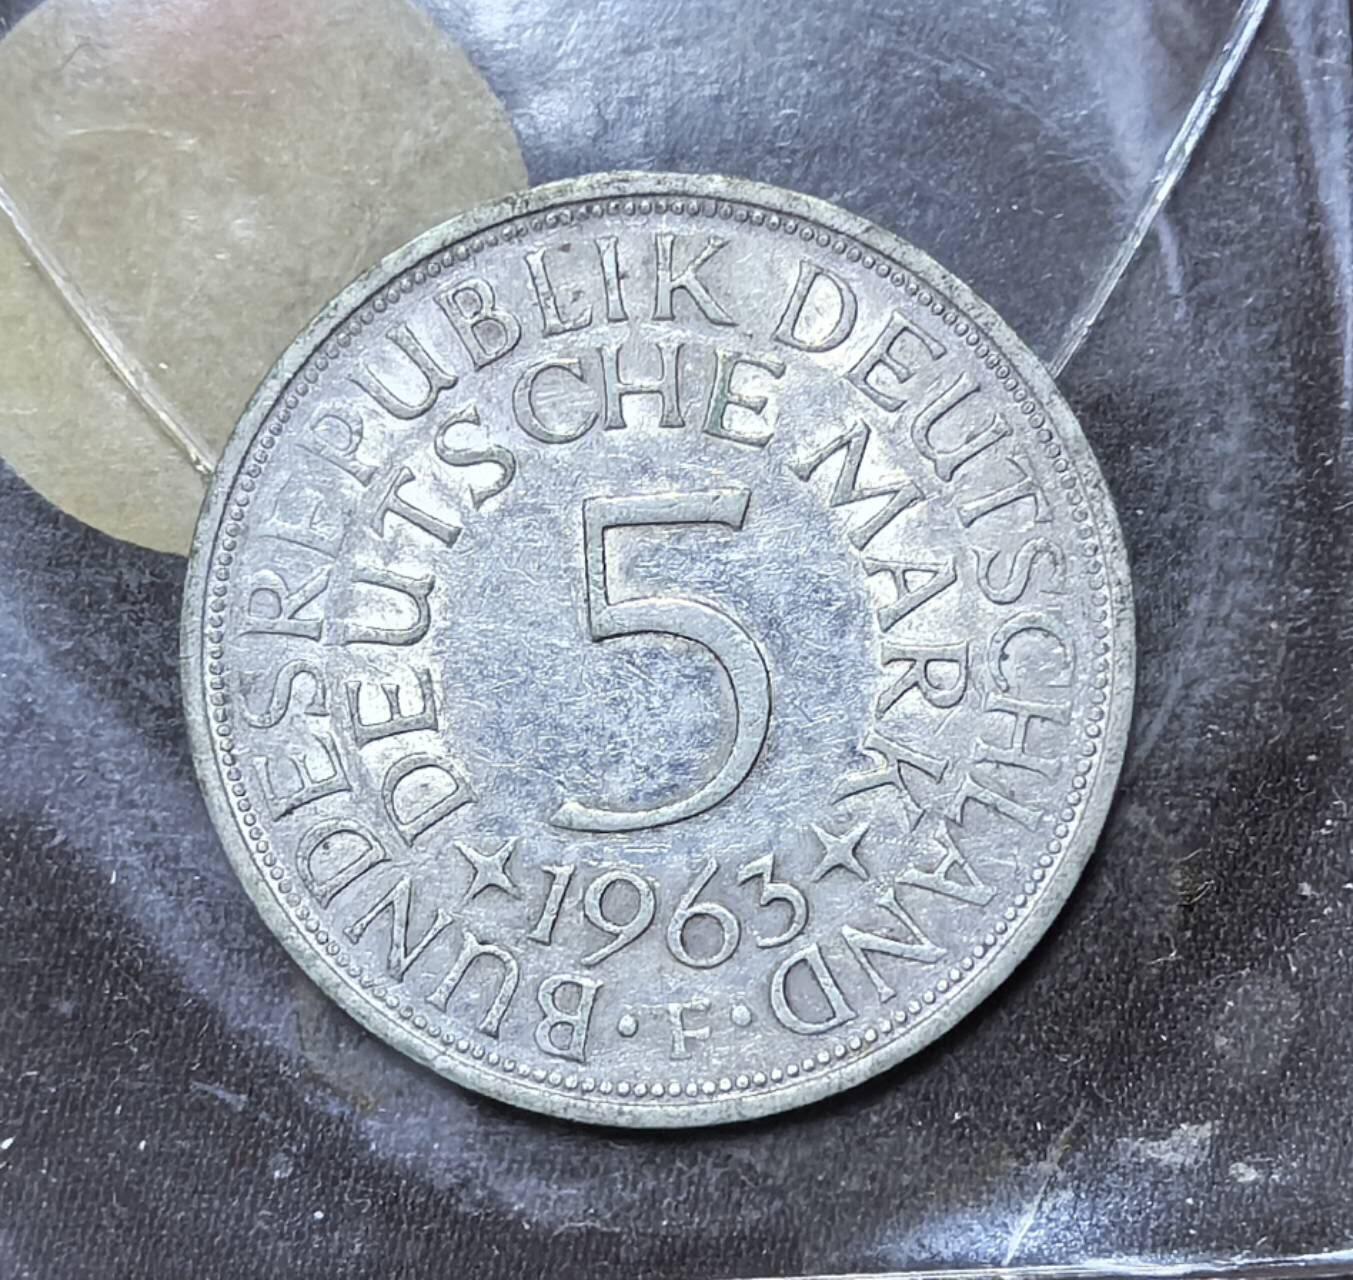 BUNDESREPUBLIK DEUTSCHLAND
DEUTSCHE MARK
5
1963
· F ·